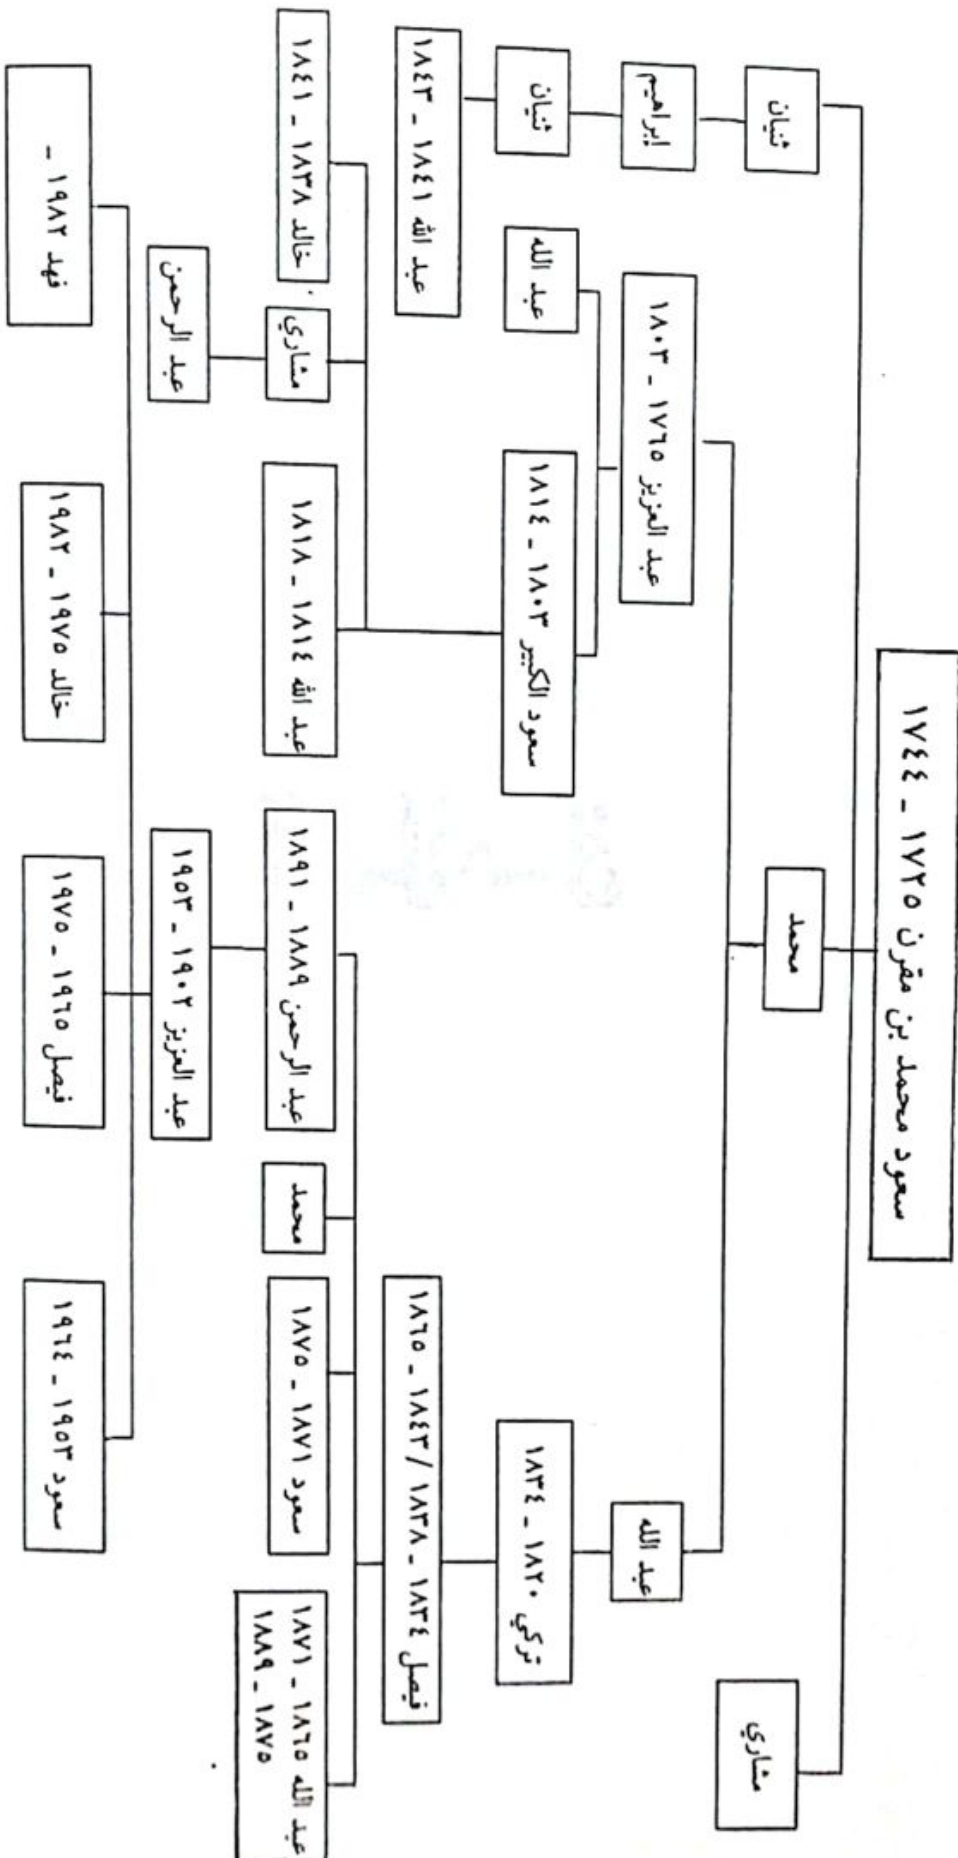 سعود محمد بن مقرن ١٧٢٥ - ١٧٤٤
مشاري
محمد
ثنيان
عبد الله
عبد العزيز ١٧٦٥ - ١٨٠٣
إبراهيم
تركي ١٨٢٠ - ١٨٣٤
سعود الكبير ١٨٠٣ - ١٨١٤
عبد الله
ثنيان
فيصل ١٨٣٤ - ١٨٣٨ / ١٨٤٣ - ١٨٦٥
عبد الله ١٨٤١ - ١٨٤٣
عبد الله ١٨٦٥ - ١٨٧١
١٨٧٥ - ١٨٨٩
سعود ١٨٧١ - ١٨٧٥
محمد
عبد الرحمن ١٨٨٩ - ١٨٩١
عبد الله ١٨١٤ - ١٨١٨
مشاري
خالد ١٨٣٨ - ١٨٤١
عبد العزيز ١٩٠٢ - ١٩٥٣
عبد الرحمن
سعود ١٩٥٣ - ١٩٦٤
فيصل ١٩٦٥ - ١٩٧٥
خالد ١٩٧٥ - ١٩٨٢
فهد ١٩٨٢ -